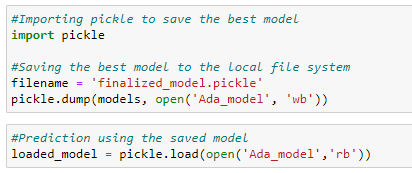 #Importing pickle to save the best model
import pickle
#Saving the best model to the local file system
filename = 'finalized_model.pickle'
pickle.dump(models, open('Ada_model', 'wb'))
#Prediction using the saved model
loaded_model = pickle.load(open('Ada_model','rb'))